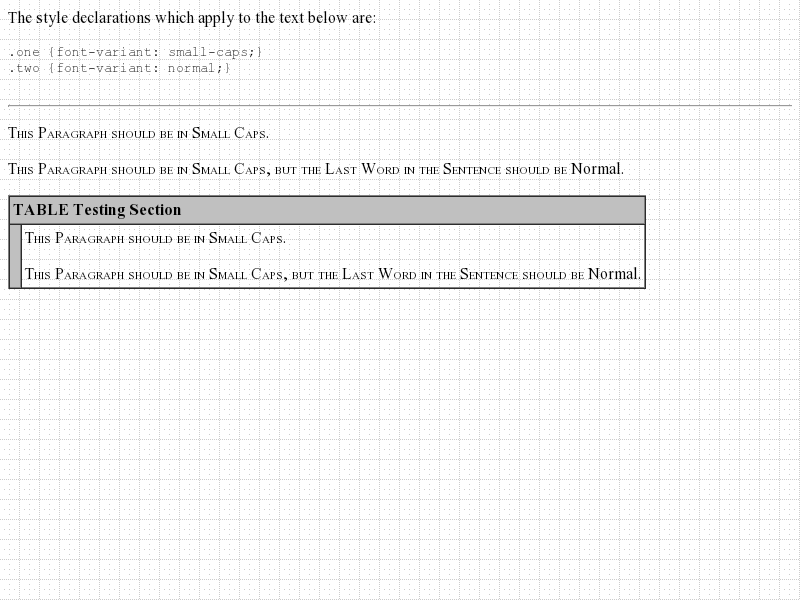 The style declarations which apply to the text below are:
.one {font-variant: small-caps;}
.two {font-variant: normal;}
This Paragraph should be in Small Caps.
This Paragraph should be in Small Caps, but the Last Word in the Sentence should be Normal.
TABLE Testing Section
This Paragraph should be in Small Caps.
This Paragraph should be in Small Caps, but the Last Word in the Sentence should be Normal.